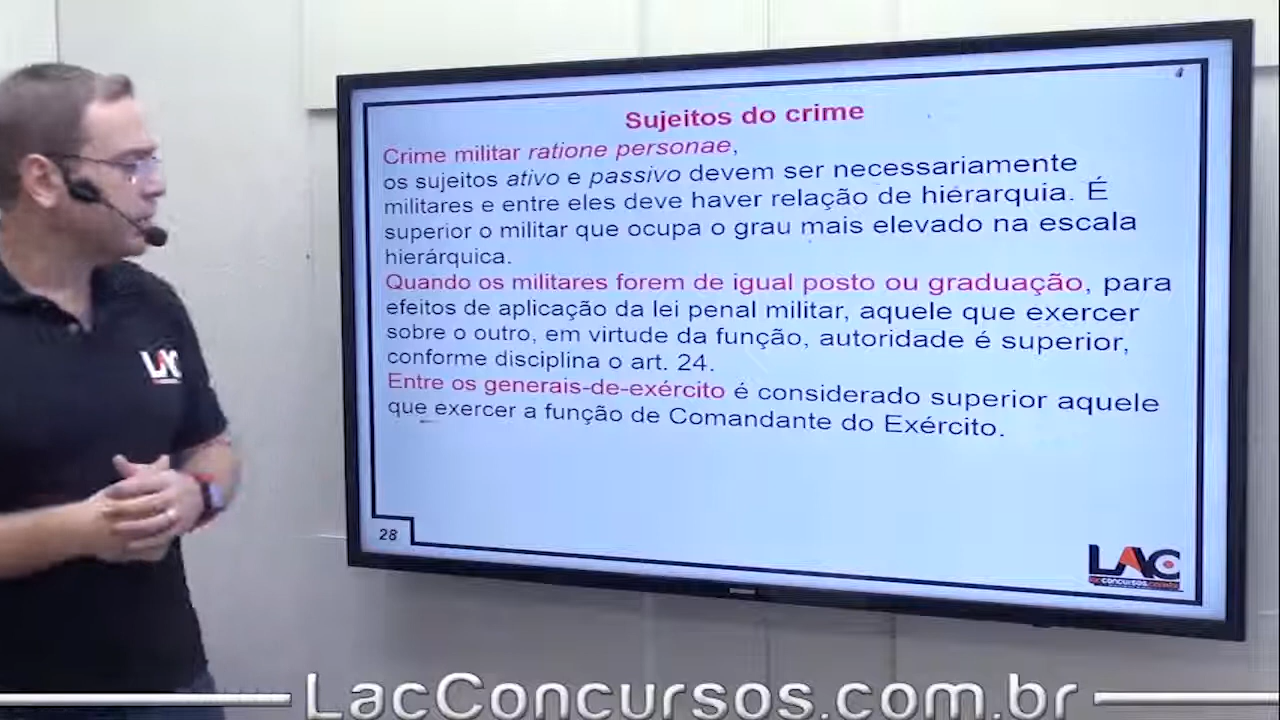 Sujeitos do crime
Crime militar ratione personae,
os sujeitos ativo e passivo devem ser necessariamente
militares e entre eles deve haver relação de hierarquia. É
superior o militar que ocupa o grau mais elevado na escala
hierárquica.
Quando os militares forem de igual posto ou graduação, para
efeitos de aplicação da lei penal militar, aquele que exercer
sobre o outro, em virtude da função, autoridade é superior,
conforme disciplina o art. 24.
Entre os generais-de-exército é considerado superior aquele
que exercer a função de Comandante do Exército.
28
LAC
LAC
LacConcursos.com.br